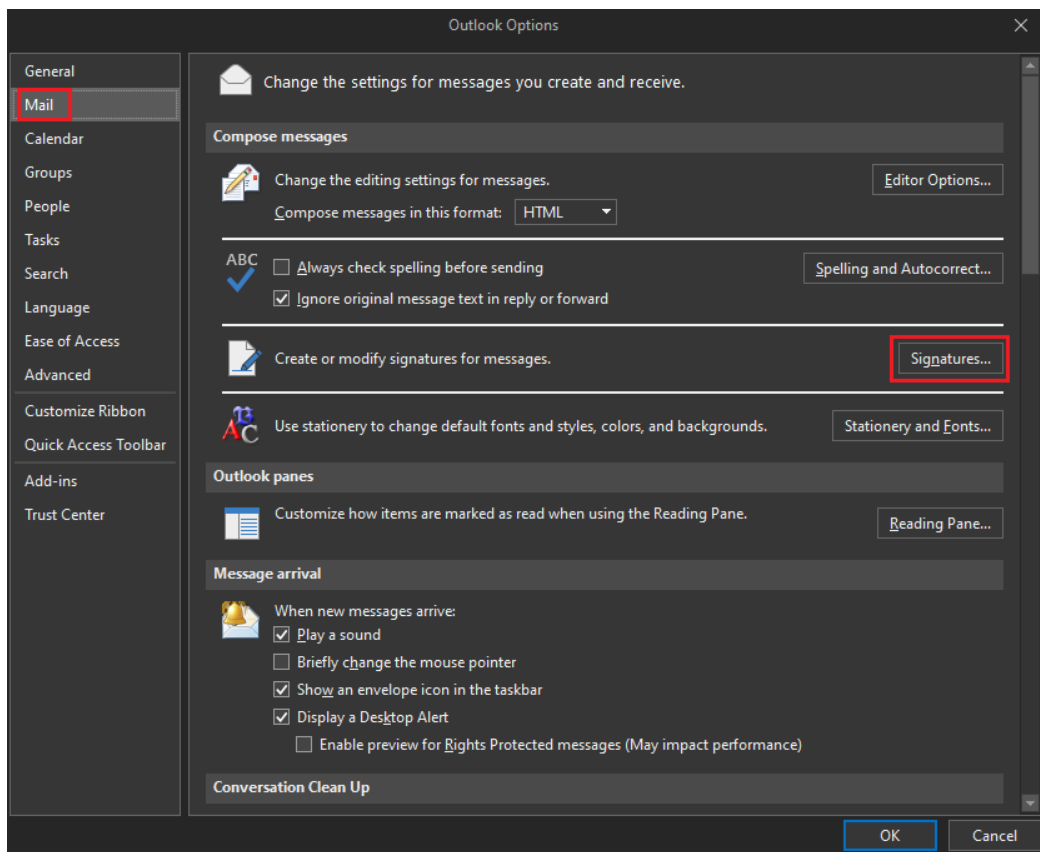 Outlook Options
General
Mail
Calendar
Groups
People
Tasks
Search
Language
Ease of Access
Advanced
Customize Ribbon
Quick Access Toolbar
Add-ins
Trust Center
Change the settings for messages you create and receive.
Compose messages
Change the editing settings for messages.
Editor Options...
Compose messages in this format: HTML
ABC
Always check spelling before sending
Spelling and Autocorrect...
Ignore original message text in reply or forward
Create or modify signatures for messages.
Signatures...
Use stationery to change default fonts and styles, colors, and backgrounds.
Stationery and Fonts...
Outlook panes
Customize how items are marked as read when using the Reading Pane.
Reading Pane...
Message arrival
When new messages arrive:
Play a sound
Briefly change the mouse pointer
Show an envelope icon in the taskbar
Display a Desktop Alert
Enable preview for Rights Protected messages (May impact performance)
Conversation Clean Up
OK
Cancel